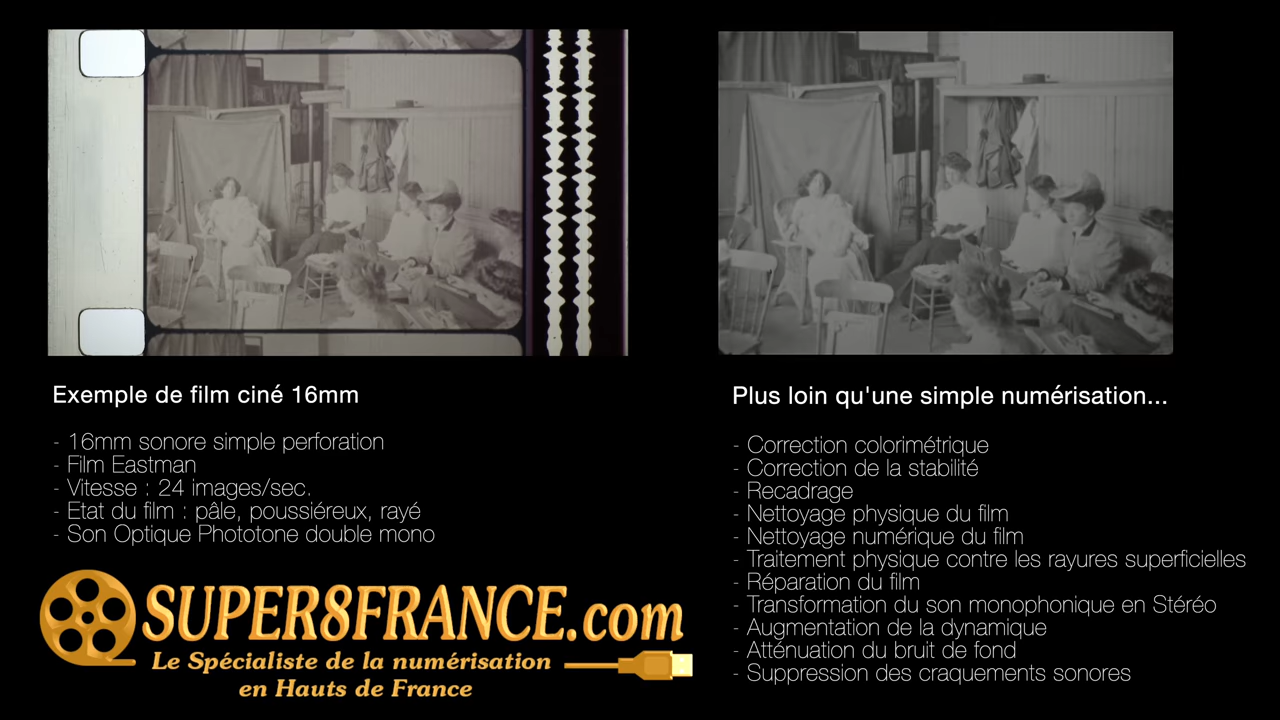 Exemple de film ciné 16mm
- 16mm sonore simple perforation
- Film Eastman
- Vitesse : 24 images/sec.
- Etat du film : pâle, poussiéreux, rayé
- Son Optique Phototone double mono
SUPER8FRANCE.com
Le Spécialiste de la numérisation
en Hauts de France
Plus loin qu'une simple numérisation...
- Correction colorimétrique
- Correction de la stabilité
- Recadrage
- Nettoyage physique du film
- Nettoyage numérique du film
- Traitement physique contre les rayures superficielles
- Réparation du film
- Transformation du son monophonique en Stéréo
- Augmentation de la dynamique
- Atténuation du bruit de fond
- Suppression des craquements sonores